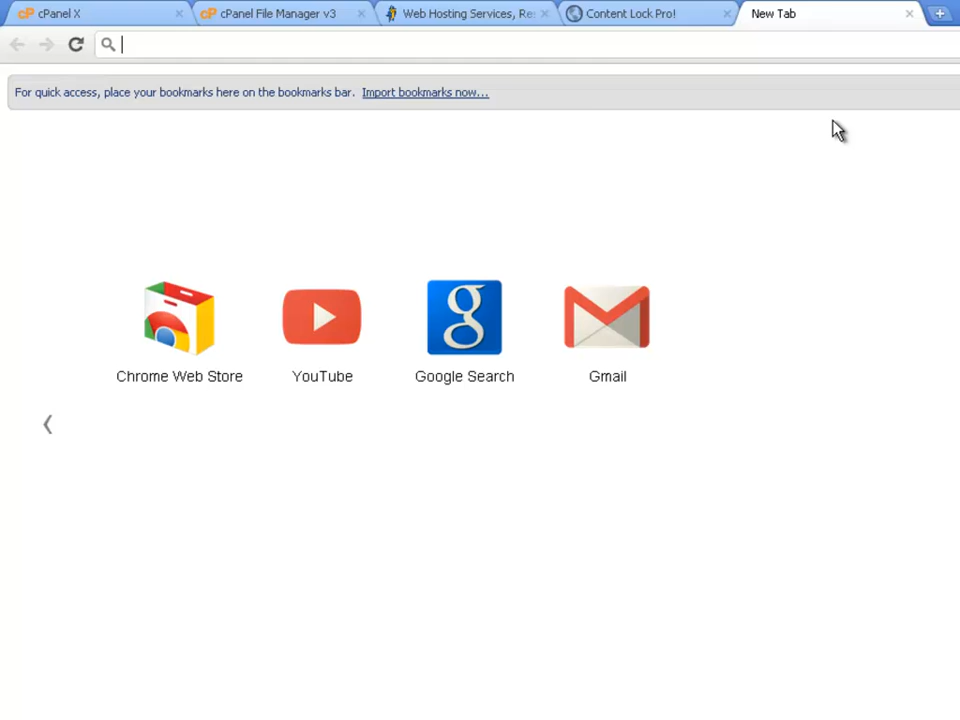 cPanel X
cPanel File Manager v3
Web Hosting Services, Re
Content Lock Pro!
New Tab
For quick access, place your bookmarks here on the bookmarks bar. Import bookmarks now...
Chrome Web Store
YouTube
Google Search
Gmail